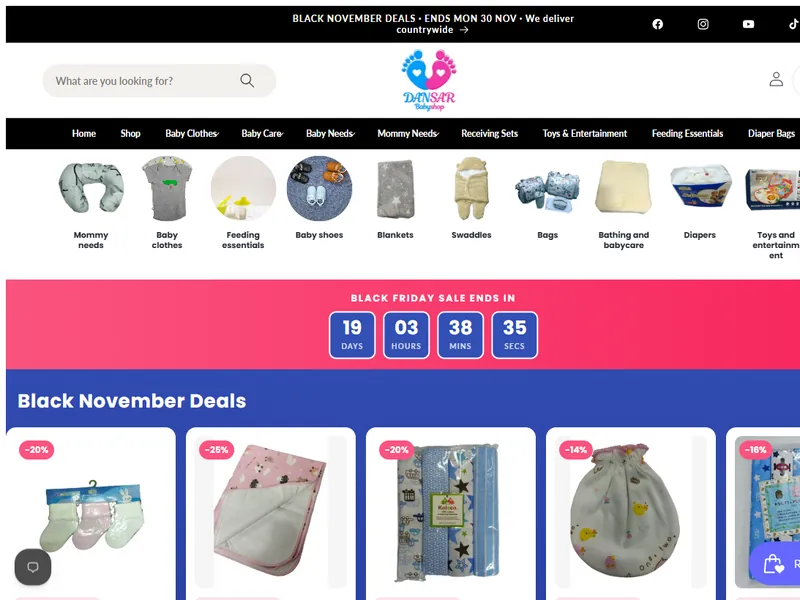 BLACK NOVEMBER DEALS • ENDS MON 30 NOV • We deliver
countrywide →
What are you looking for?
DANSAR
Babyshop
Home
Shop
Baby Clothes
Baby Care
Baby Needs
Mommy Needs
Receiving Sets
Toys & Entertainment
Feeding Essentials
Diaper Bags
Mommy
needs
Baby
clothes
Feeding
essentials
Baby shoes
Blankets
Swaddles
Bags
Bathing and
babycare
Diapers
Toys and
entertainm
ent
BLACK FRIDAY SALE ENDS IN
19
03
38
35
DAYS
HOURS
MINS
SECS
Black November Deals
-20%
-25%
-20%
-14%
-16%